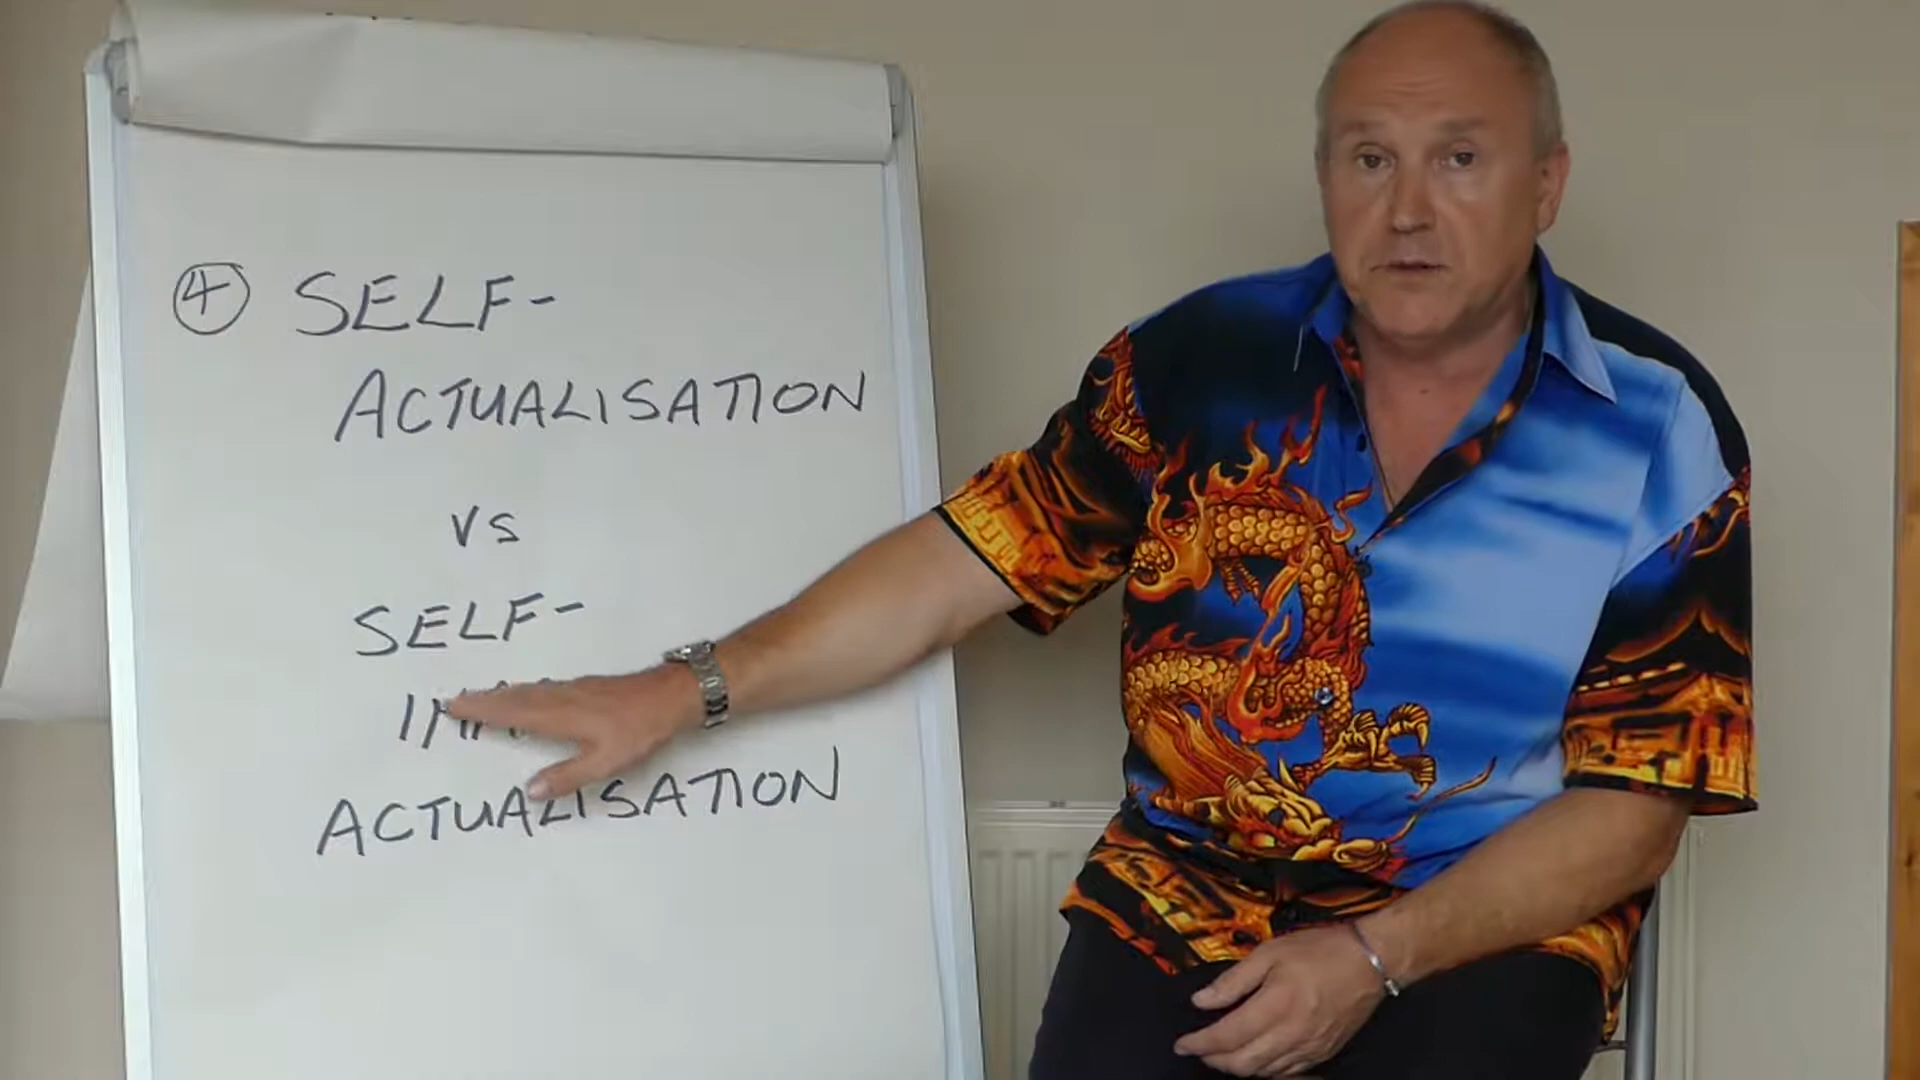 ④ SELF-
ACTUALISATION
vs
SELF-
ACTUALISATION